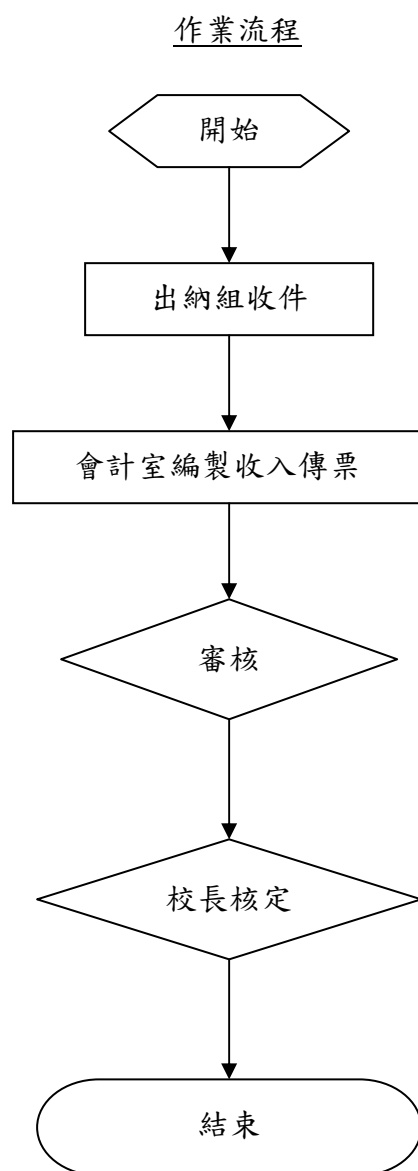 作業流程
開始
出納組收件
會計室編製收入傳票
審核
校長核定
結束